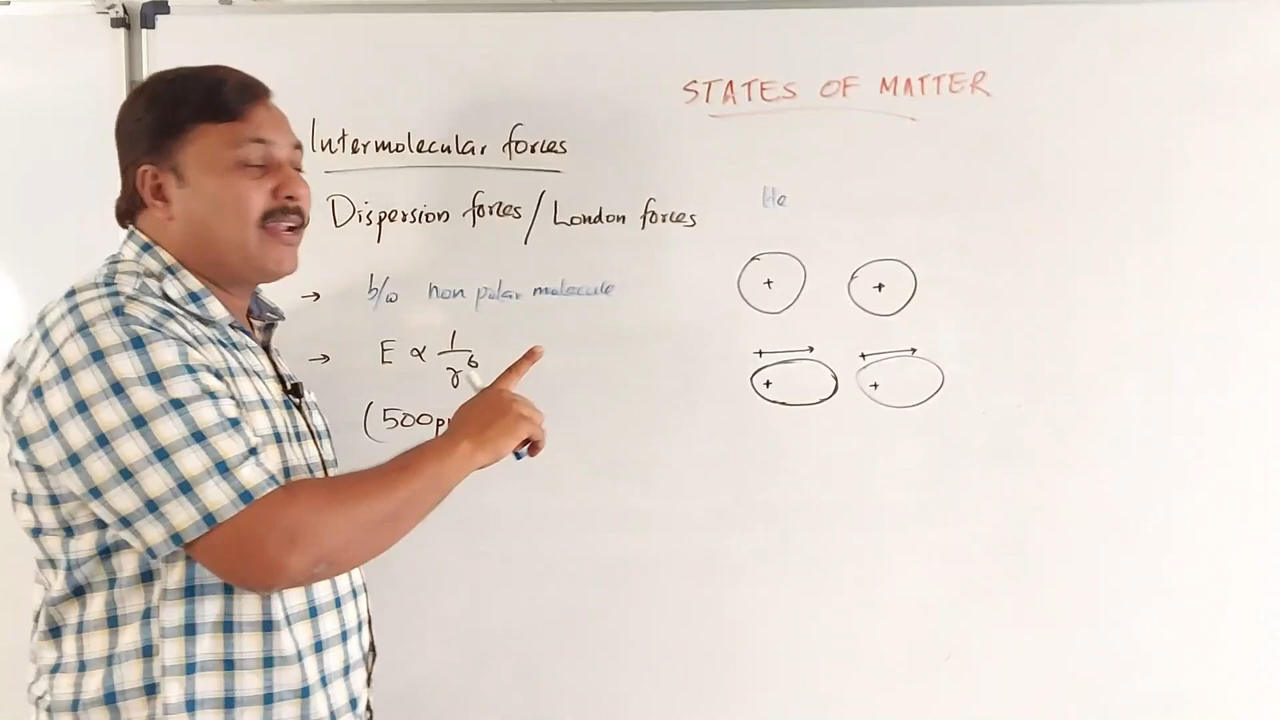 STATES OF MATTER
Intermolecular forces
Dispersion forces / London forces
He
→ b/w non polar molecule
+ +
→ E ∝ 1/r⁶
+ +
(500p